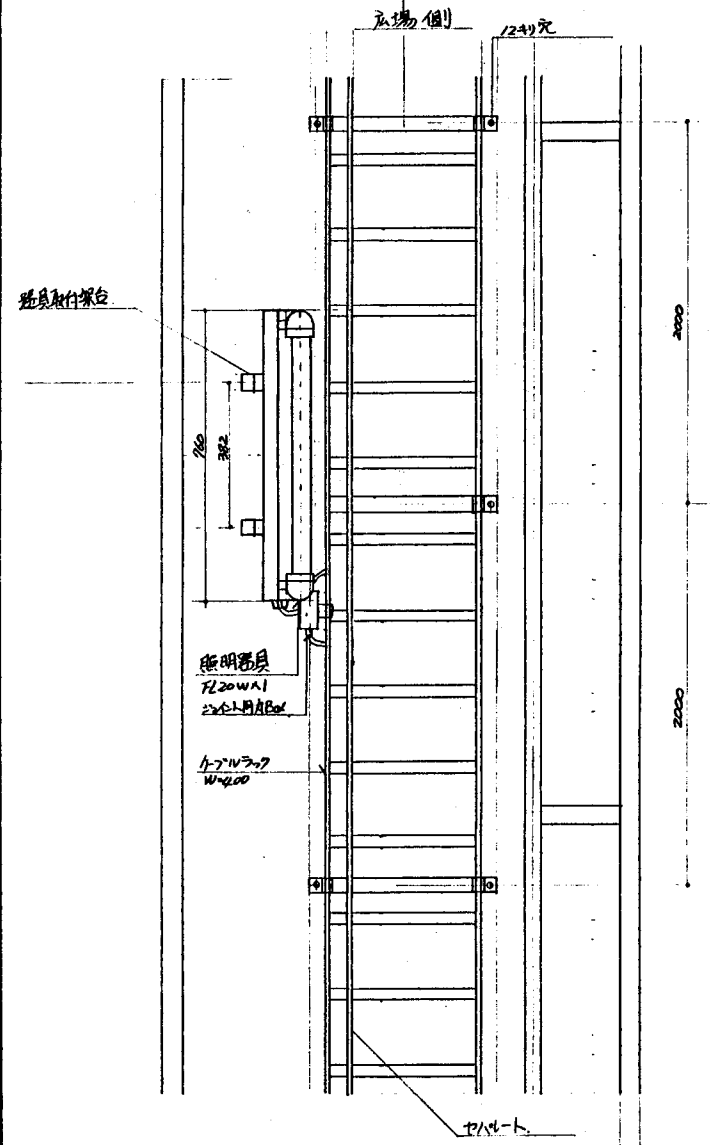 広場側
12キリ穴
器具取付架台
2000
760
382
照明器具
FL20W×1
ジョイント用丸Box
ケーブルラック
W=400
2000
セパレート